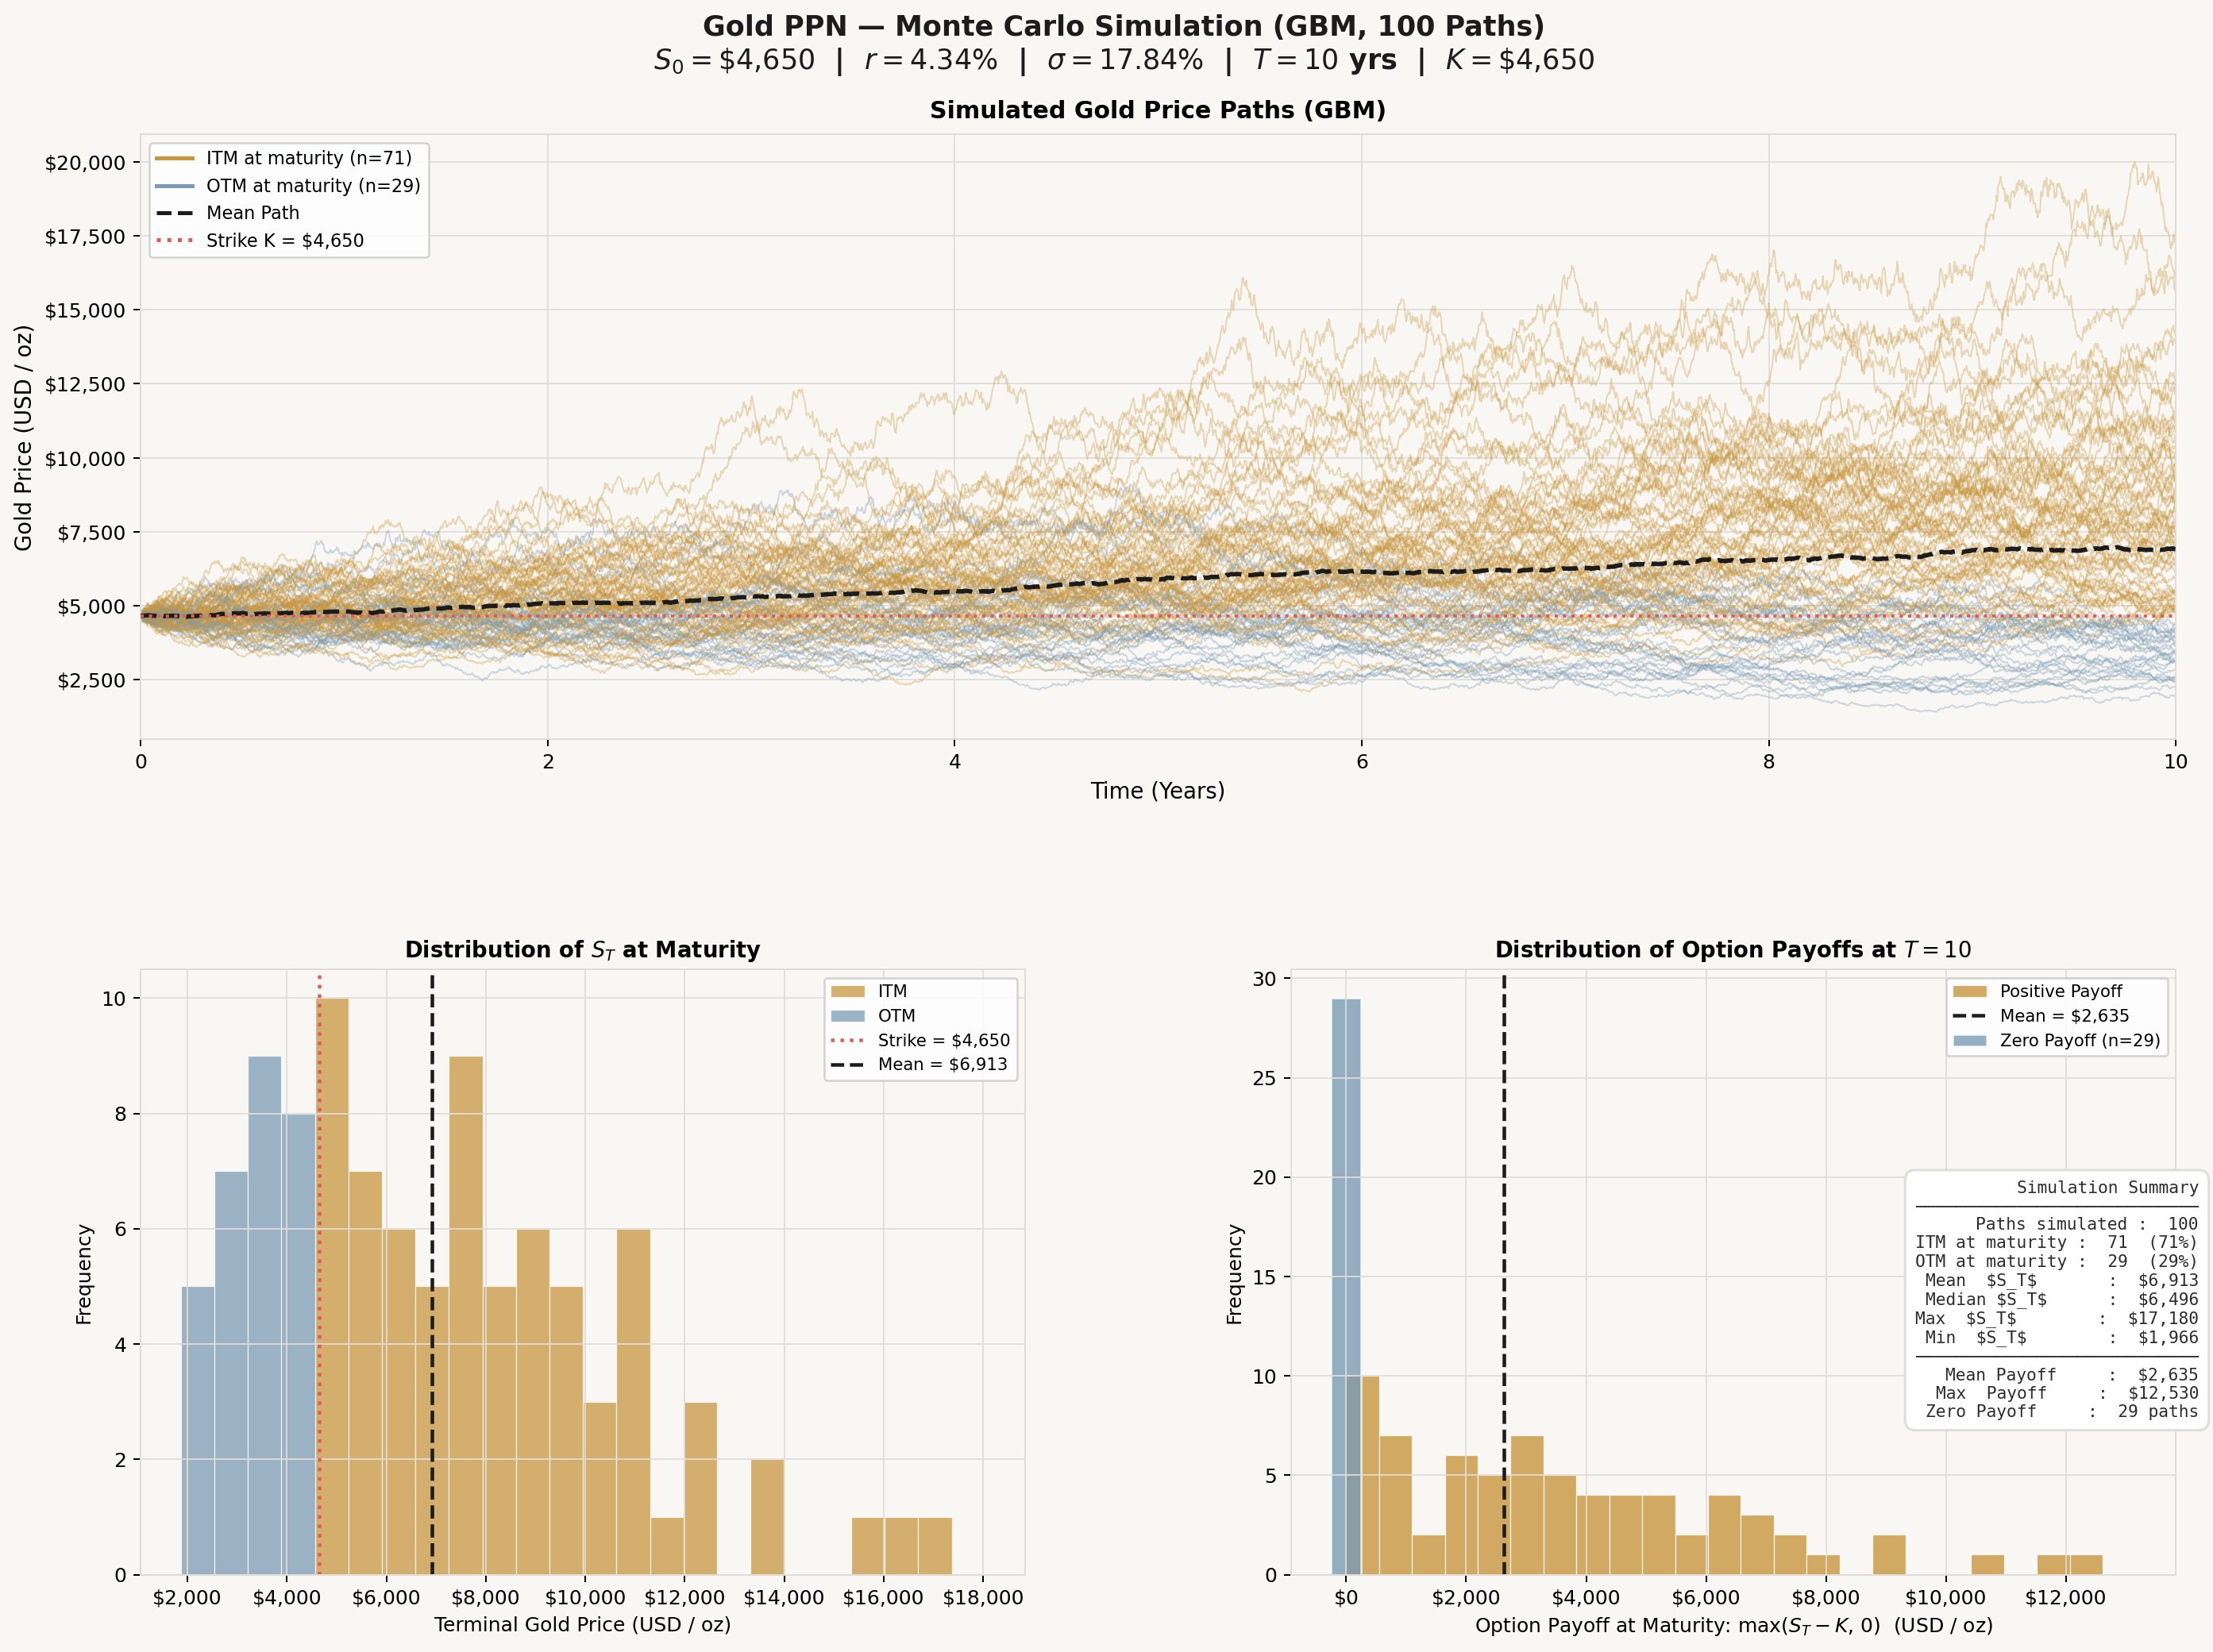 Gold PPN — Monte Carlo Simulation (GBM, 100 Paths)
S₀ = $4,650 | r = 4.34% | σ = 17.84% | T = 10 yrs | K = $4,650
Simulated Gold Price Paths (GBM)
ITM at maturity (n=71)
OTM at maturity (n=29)
Mean Path
Strike K = $4,650
Gold Price (USD / oz)
$20,000
$17,500
$15,000
$12,500
$10,000
$7,500
$5,000
$2,500
0 2 4 6 8 10
Time (Years)
Distribution of S_T at Maturity
ITM
OTM
Strike = $4,650
Mean = $6,913
Frequency
10
8
6
4
2
0
$2,000 $4,000 $6,000 $8,000 $10,000 $12,000 $14,000 $16,000 $18,000
Terminal Gold Price (USD / oz)
Distribution of Option Payoffs at T = 10
Positive Payoff
Mean = $2,635
Zero Payoff (n=29)
Frequency
30
25
20
15
10
5
0
Simulation Summary
Paths simulated : 100
ITM at maturity : 71 (71%)
OTM at maturity : 29 (29%)
Mean $S_T$ : $6,913
Median $S_T$ : $6,496
Max $S_T$ : $17,180
Min $S_T$ : $1,966
Mean Payoff : $2,635
Max Payoff : $12,530
Zero Payoff : 29 paths
$0 $2,000 $4,000 $6,000 $8,000 $10,000 $12,000
Option Payoff at Maturity: max(S_T − K, 0) (USD / oz)